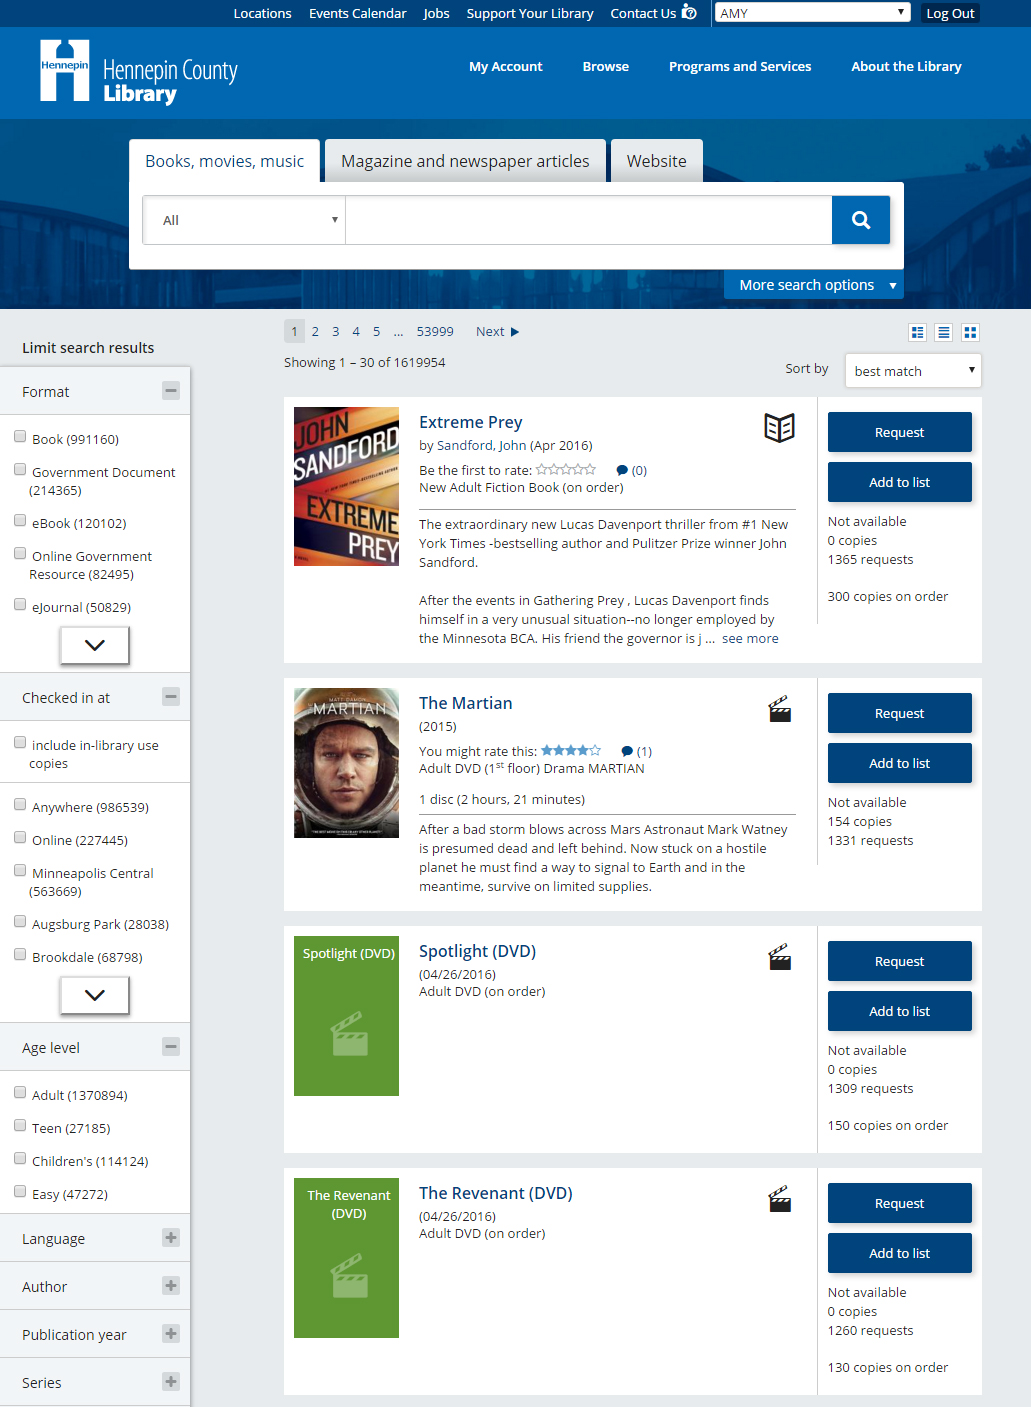 Locations Events Calendar Jobs Support Your Library Contact Us AMY Log Out
Hennepin
Hennepin County
Library
My Account Browse Programs and Services About the Library
Books, movies, music Magazine and newspaper articles Website
All
More search options
Limit search results
Format
Book (991160)
Government Document
(214365)
eBook (120102)
Online Government
Resource (82495)
eJournal (50829)
Checked in at
include in-library use
copies
Anywhere (986539)
Online (227445)
Minneapolis Central
(563669)
Augsburg Park (28038)
Brookdale (68798)
Age level
Adult (1370894)
Teen (27185)
Children's (114124)
Easy (47272)
Language
Author
Publication year
Series
1 2 3 4 5 ... 53999 Next
Showing 1 – 30 of 1619954
Sort by best match
JOHN
SANDFORD
EXTREME
PREY
Extreme Prey
by Sandford, John (Apr 2016)
Be the first to rate: (0)
New Adult Fiction Book (on order)
The extraordinary new Lucas Davenport thriller from #1 New
York Times -bestselling author and Pulitzer Prize winner John
Sandford.
After the events in Gathering Prey , Lucas Davenport finds
himself in a very unusual situation--no longer employed by
the Minnesota BCA. His friend the governor is j ... see more
Request
Add to list
Not available
0 copies
1365 requests
300 copies on order
MATT DAMON
MARTIAN
The Martian
(2015)
You might rate this: (1)
Adult DVD (1st floor) Drama MARTIAN
1 disc (2 hours, 21 minutes)
After a bad storm blows across Mars Astronaut Mark Watney
is presumed dead and left behind. Now stuck on a hostile
planet he must find a way to signal to Earth and in the
meantime, survive on limited supplies.
Request
Add to list
Not available
154 copies
1331 requests
Spotlight (DVD)
Spotlight (DVD)
(04/26/2016)
Adult DVD (on order)
Request
Add to list
Not available
0 copies
1309 requests
150 copies on order
The Revenant
(DVD)
The Revenant (DVD)
(04/26/2016)
Adult DVD (on order)
Request
Add to list
Not available
0 copies
1260 requests
130 copies on order